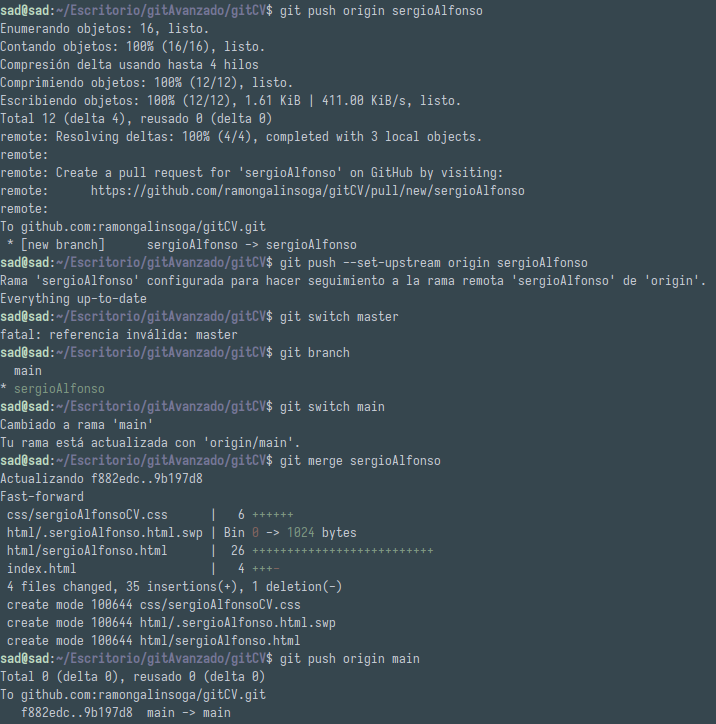 sad@sad:~/Escritorio/gitAvanzado/gitCV$ git push origin sergioAlfonso
Enumerando objetos: 16, listo.
Contando objetos: 100% (16/16), listo.
Compresión delta usando hasta 4 hilos
Comprimiendo objetos: 100% (12/12), listo.
Escribiendo objetos: 100% (12/12), 1.61 KiB | 411.00 KiB/s, listo.
Total 12 (delta 4), reusado 0 (delta 0)
remote: Resolving deltas: 100% (4/4), completed with 3 local objects.
remote:
remote: Create a pull request for 'sergioAlfonso' on GitHub by visiting:
remote:      https://github.com/ramongalinsoga/gitCV/pull/new/sergioAlfonso
remote:
To github.com:ramongalinsoga/gitCV.git
 * [new branch]      sergioAlfonso -> sergioAlfonso
sad@sad:~/Escritorio/gitAvanzado/gitCV$ git push --set-upstream origin sergioAlfonso
Rama 'sergioAlfonso' configurada para hacer seguimiento a la rama remota 'sergioAlfonso' de 'origin'.
Everything up-to-date
sad@sad:~/Escritorio/gitAvanzado/gitCV$ git switch master
fatal: referencia inválida: master
sad@sad:~/Escritorio/gitAvanzado/gitCV$ git branch
  main
* sergioAlfonso
sad@sad:~/Escritorio/gitAvanzado/gitCV$ git switch main
Cambiado a rama 'main'
Tu rama está actualizada con 'origin/main'.
sad@sad:~/Escritorio/gitAvanzado/gitCV$ git merge sergioAlfonso
Actualizando f882edc..9b197d8
Fast-forward
 css/sergioAlfonsoCV.css      |   6 ++++++
 html/.sergioAlfonso.html.swp | Bin 0 -> 1024 bytes
 html/sergioAlfonso.html      |  26 ++++++++++++++++++++++++++
 index.html                   |   4 +++-
 4 files changed, 35 insertions(+), 1 deletion(-)
 create mode 100644 css/sergioAlfonsoCV.css
 create mode 100644 html/.sergioAlfonso.html.swp
 create mode 100644 html/sergioAlfonso.html
sad@sad:~/Escritorio/gitAvanzado/gitCV$ git push origin main
Total 0 (delta 0), reusado 0 (delta 0)
To github.com:ramongalinsoga/gitCV.git
   f882edc..9b197d8  main -> main